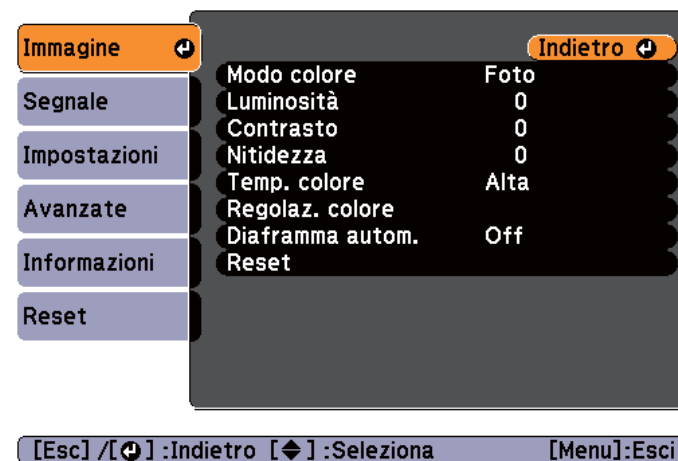 Immagine
Segnale
Impostazioni
Avanzate
Informazioni
Reset
Indietro
Modo colore Foto
Luminosità 0
Contrasto 0
Nitidezza 0
Temp. colore Alta
Regolaz. colore
Diaframma autom. Off
Reset
[Esc] /[ ] :Indietro [ ] :Seleziona [Menu]:Esci